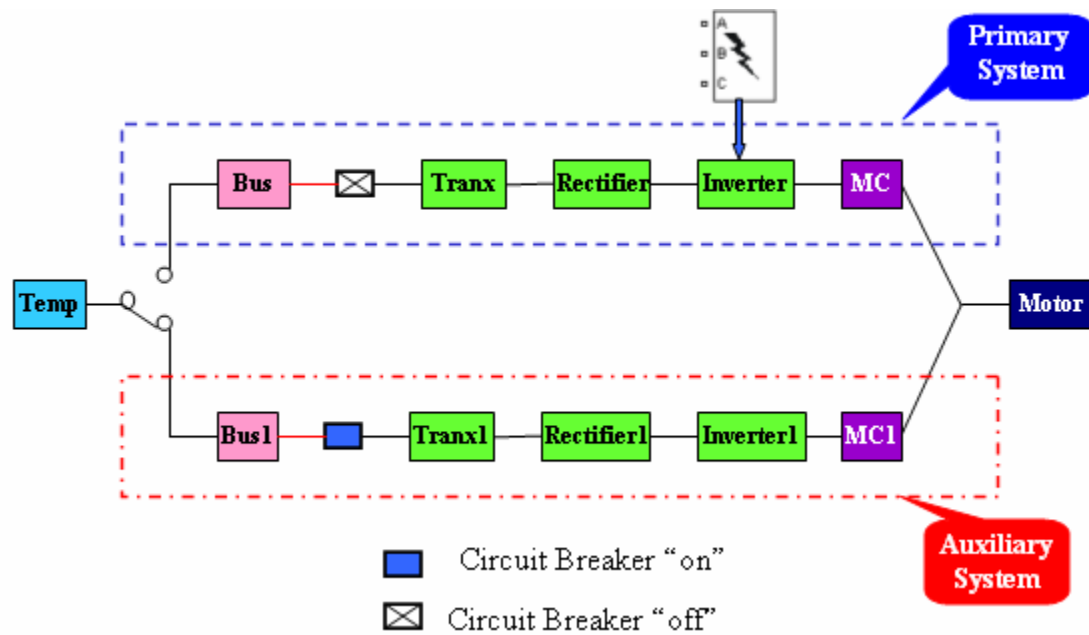 A
B
C
Primary
System
Bus
Tranx
Rectifier
Inverter
MC
Temp
Motor
Bus1
Tranx1
Rectifier1
Inverter1
MC1
Auxiliary
System
Circuit Breaker “on”
Circuit Breaker “off”